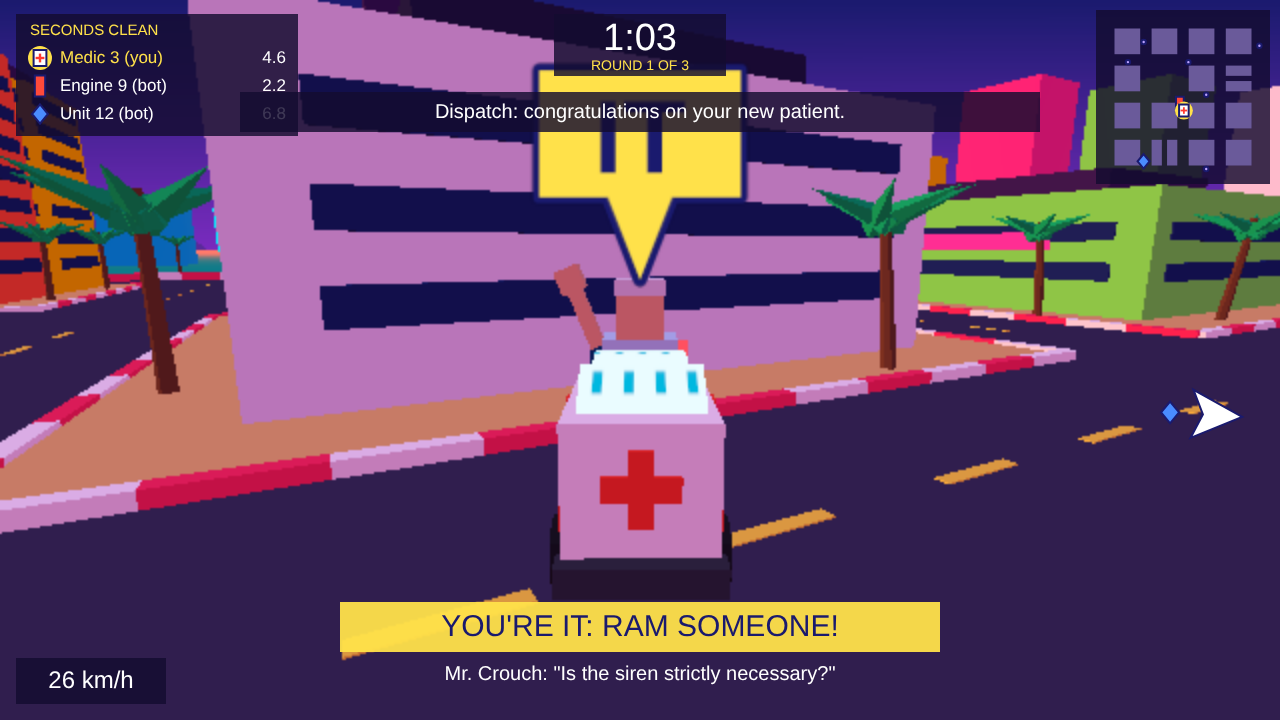 SECONDS CLEAN
Medic 3 (you) 4.6
Engine 9 (bot) 2.2
Unit 12 (bot) 6.8
1:03
ROUND 1 OF 3
Dispatch: congratulations on your new patient.
YOU'RE IT: RAM SOMEONE!
Mr. Crouch: "Is the siren strictly necessary?"
26 km/h